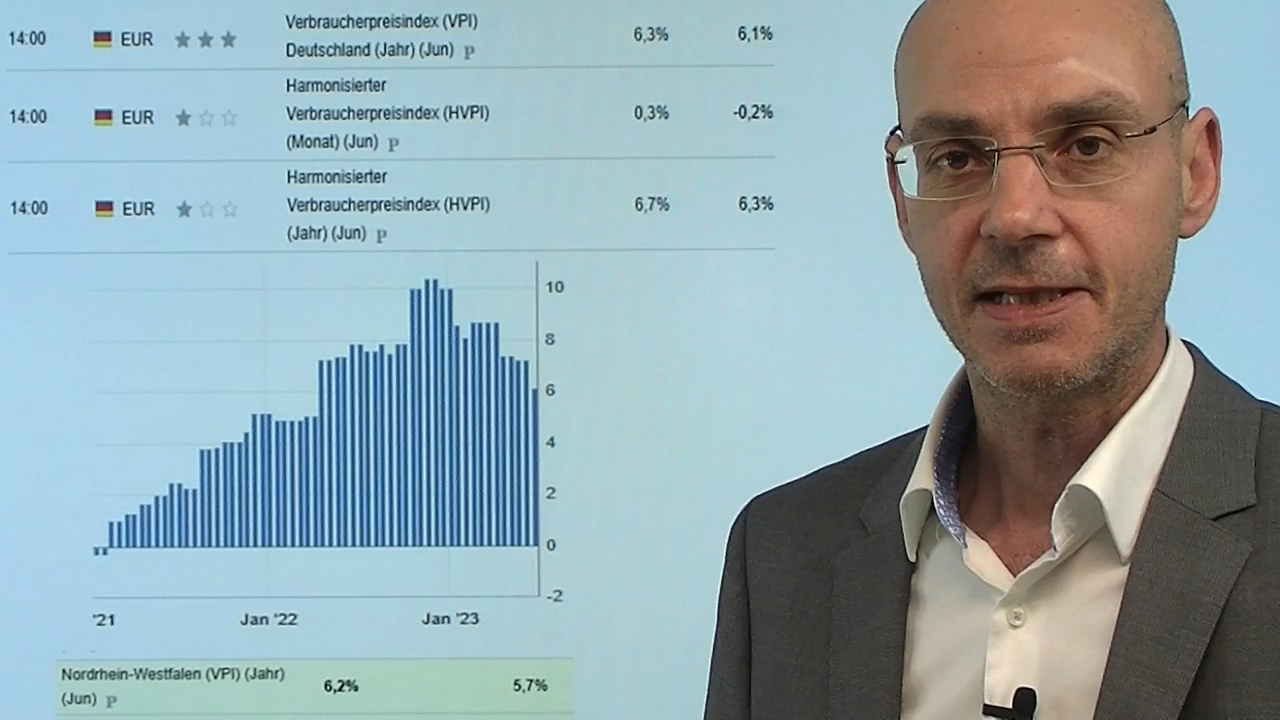 14:00 EUR Verbraucherpreisindex (VPI) 6,3% 6,1%
Deutschland (Jahr) (Jun) P
Harmonisierter
14:00 EUR Verbraucherpreisindex (HVPI) 0,3% -0,2%
(Monat) (Jun) P
Harmonisierter
14:00 EUR Verbraucherpreisindex (HVPI) 6,7% 6,3%
(Jahr) (Jun) P
10
8
6
4
2
0
-2
'21 Jan '22 Jan '23
Nordrhein-Westfalen (VPI) (Jahr) 6,2% 5,7%
(Jun) P